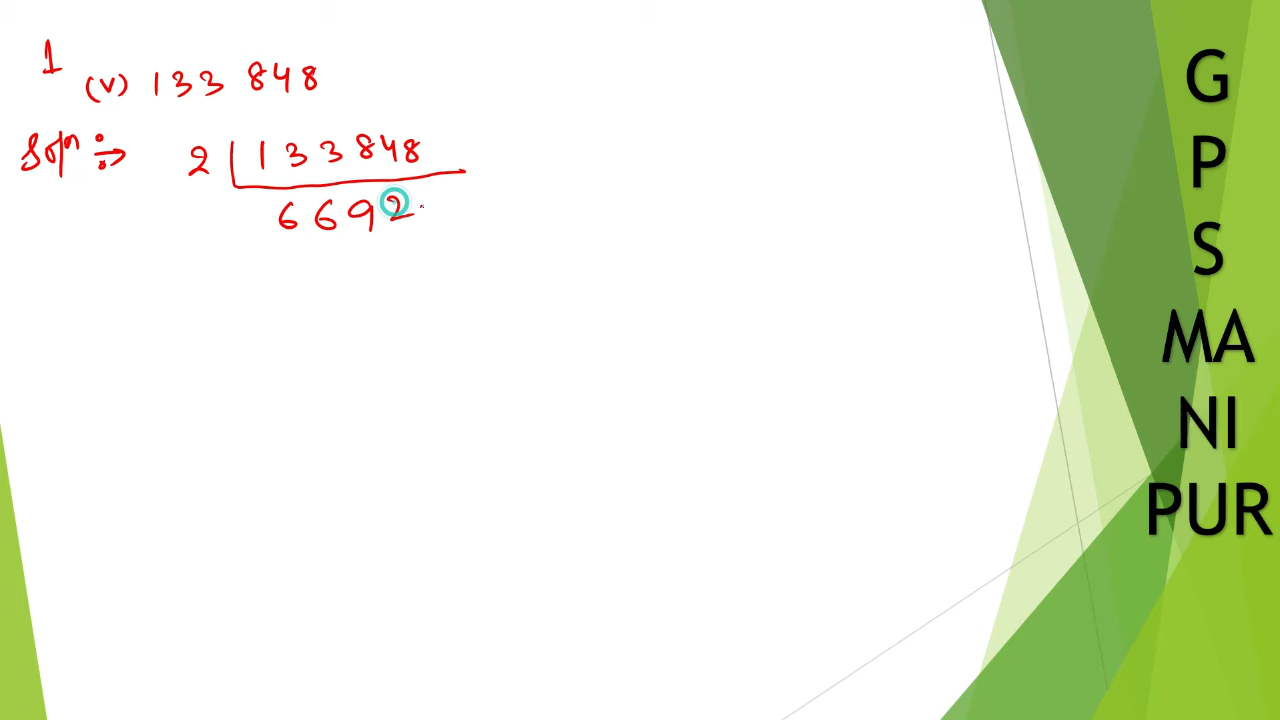 1
(v) 133 848
Soln :→
2 | 133848
6692
G
P
S
MA
NI
PUR